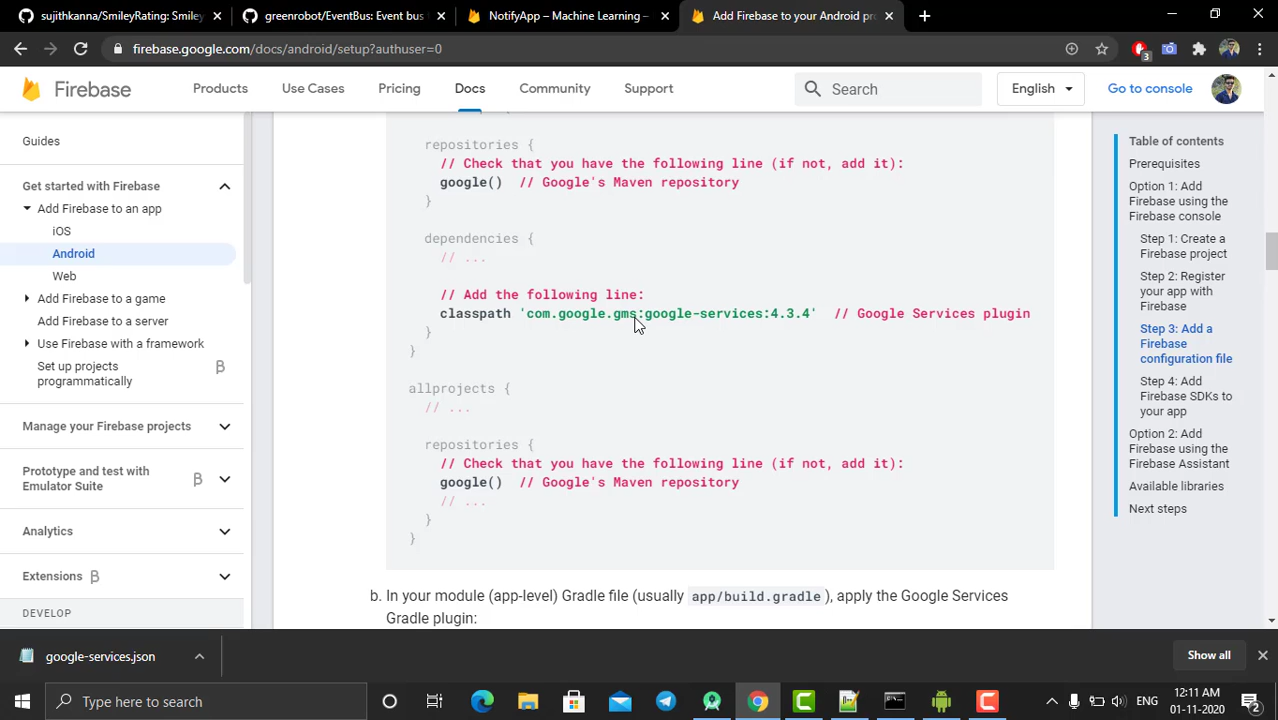 sujithkanna/SmileyRating: Smiley
greenrobot/EventBus: Event bus
NotifyApp – Machine Learning -
Add Firebase to your Android pr
firebase.google.com/docs/android/setup?authuser=0
3
Firebase
Products
Use Cases
Pricing
Docs
Community
Support
Search
English
Go to console
Guides
Get started with Firebase
Add Firebase to an app
iOS
Android
Web
Add Firebase to a game
Add Firebase to a server
Use Firebase with a framework
Set up projects
programmatically
Manage your Firebase projects
Prototype and test with
Emulator Suite
Analytics
Extensions
DEVELOP
repositories {
// Check that you have the following line (if not, add it):
google() // Google's Maven repository
}
dependencies {
// ...
// Add the following line:
classpath 'com.google.gms:google-services:4.3.4' // Google Services plugin
}
}
allprojects {
// ...
repositories {
// Check that you have the following line (if not, add it):
google() // Google's Maven repository
// ...
}
}
b. In your module (app-level) Gradle file (usually app/build.gradle), apply the Google Services
Gradle plugin:
Table of contents
Prerequisites
Option 1: Add
Firebase using the
Firebase console
Step 1: Create a
Firebase project
Step 2: Register
your app with
Firebase
Step 3: Add a
Firebase
configuration file
Step 4: Add
Firebase SDKs to
your app
Option 2: Add
Firebase using the
Firebase Assistant
Available libraries
Next steps
google-services.json
Show all
Type here to search
ENG
12:11 AM
01-11-2020
2